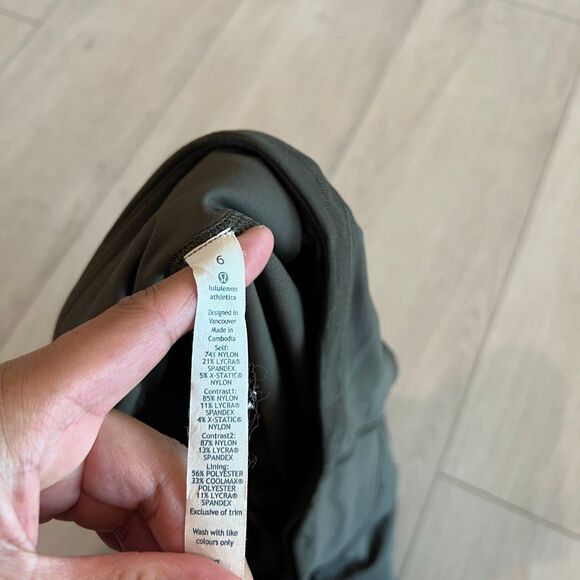 6
lululemon
athletica
Designed in
Vancouver
Made in
Cambodia
Self:
74% NYLON
21% LYCRA®
SPANDEX
5% X-STATIC®
NYLON
Contrast1:
85% NYLON
11% LYCRA®
SPANDEX
4% X-STATIC®
NYLON
Contrast2:
87% NYLON
13% LYCRA®
SPANDEX
Lining:
56% POLYESTER
33% COOLMAX®
POLYESTER
11% LYCRA®
SPANDEX
Exclusive of trim
Wash with like
colours only